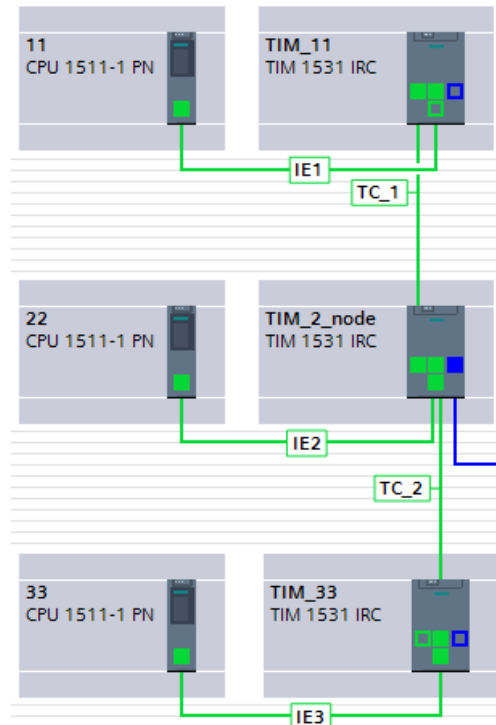 11
CPU 1511-1 PN
TIM_11
TIM 1531 IRC
IE1
TC_1
22
CPU 1511-1 PN
TIM_2_node
TIM 1531 IRC
IE2
TC_2
33
CPU 1511-1 PN
TIM_33
TIM 1531 IRC
IE3